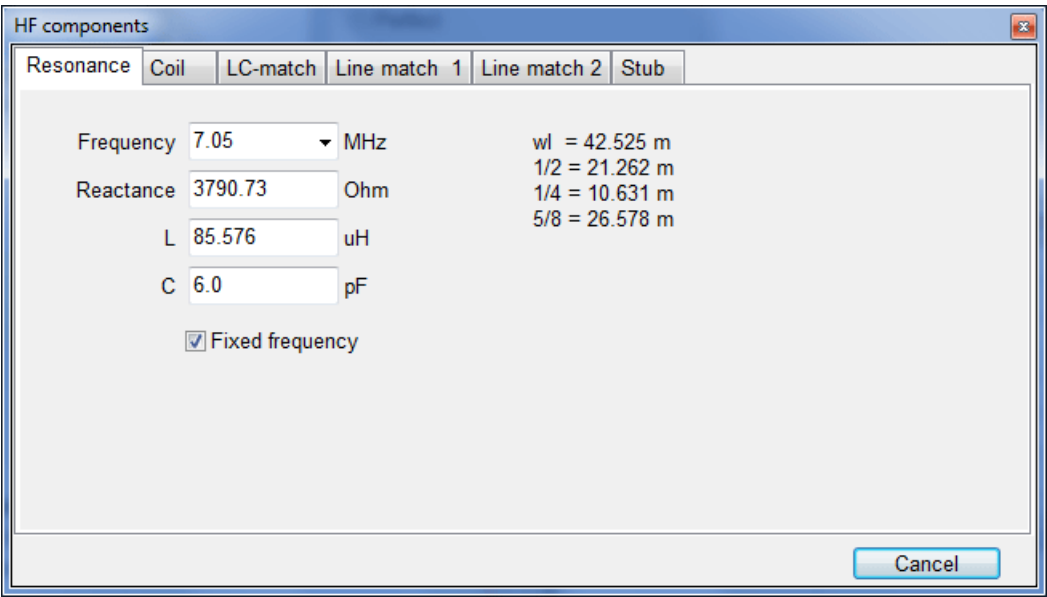 HF components
Resonance Coil LC-match Line match 1 Line match 2 Stub
Frequency 7.05 MHz
Reactance 3790.73 Ohm
L 85.576 uH
C 6.0 pF
Fixed frequency
wl = 42.525 m
1/2 = 21.262 m
1/4 = 10.631 m
5/8 = 26.578 m
Cancel